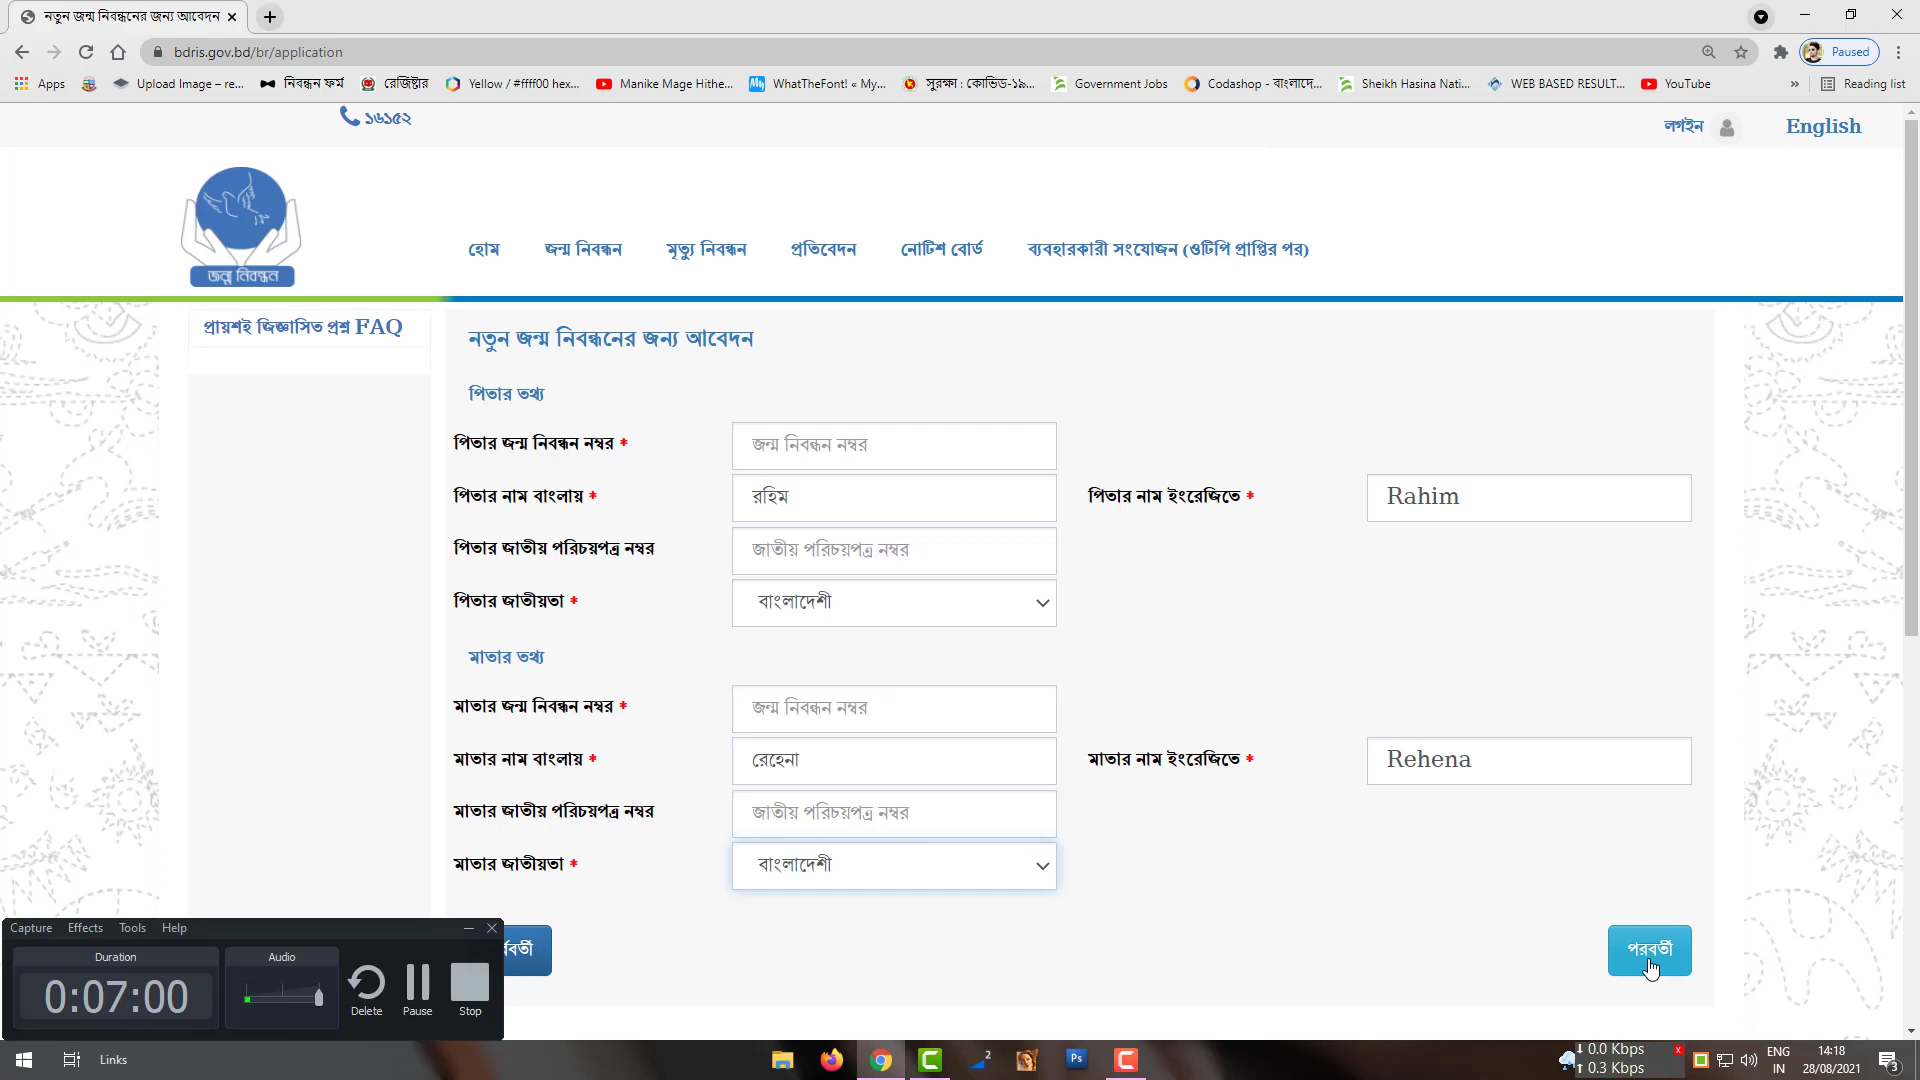 নতুন জন্ম নিবন্ধনের জন্য আবেদন
bdris.gov.bd/br/application
Paused
Apps
Upload Image – re...
নিবন্ধন ফর্ম
রেজিষ্টার
Yellow / #ffff00 hex...
Manike Mage Hithe...
WhatTheFont! « My...
সুরক্ষা : কোভিড-১৯...
Government Jobs
Codashop - বাংলাদে...
Sheikh Hasina Nati...
WEB BASED RESULT...
YouTube
»
Reading list
১৬১৫২
লগইন
English
জন্ম নিবন্ধন
হোম
জন্ম নিবন্ধন
মৃত্যু নিবন্ধন
প্রতিবেদন
নোটিশ বোর্ড
ব্যবহারকারী সংযোজন (ওটিপি প্রাপ্তির পর)
প্রায়শই জিজ্ঞাসিত প্রশ্ন FAQ
নতুন জন্ম নিবন্ধনের জন্য আবেদন
পিতার তথ্য
পিতার জন্ম নিবন্ধন নম্বর *
জন্ম নিবন্ধন নম্বর
পিতার নাম বাংলায় *
রহিম
পিতার নাম ইংরেজিতে *
Rahim
পিতার জাতীয় পরিচয়পত্র নম্বর
জাতীয় পরিচয়পত্র নম্বর
পিতার জাতীয়তা *
বাংলাদেশী
মাতার তথ্য
মাতার জন্ম নিবন্ধন নম্বর *
জন্ম নিবন্ধন নম্বর
মাতার নাম বাংলায় *
রেহেনা
মাতার নাম ইংরেজিতে *
Rehena
মাতার জাতীয় পরিচয়পত্র নম্বর
জাতীয় পরিচয়পত্র নম্বর
মাতার জাতীয়তা *
বাংলাদেশী
পরবর্তী
Capture
Effects
Tools
Help
Duration
0:07:00
Audio
Delete
Pause
Stop
Links
2
Ps
0.0 Kbps
0.3 Kbps
x
ENG
IN
14:18
28/08/2021
3